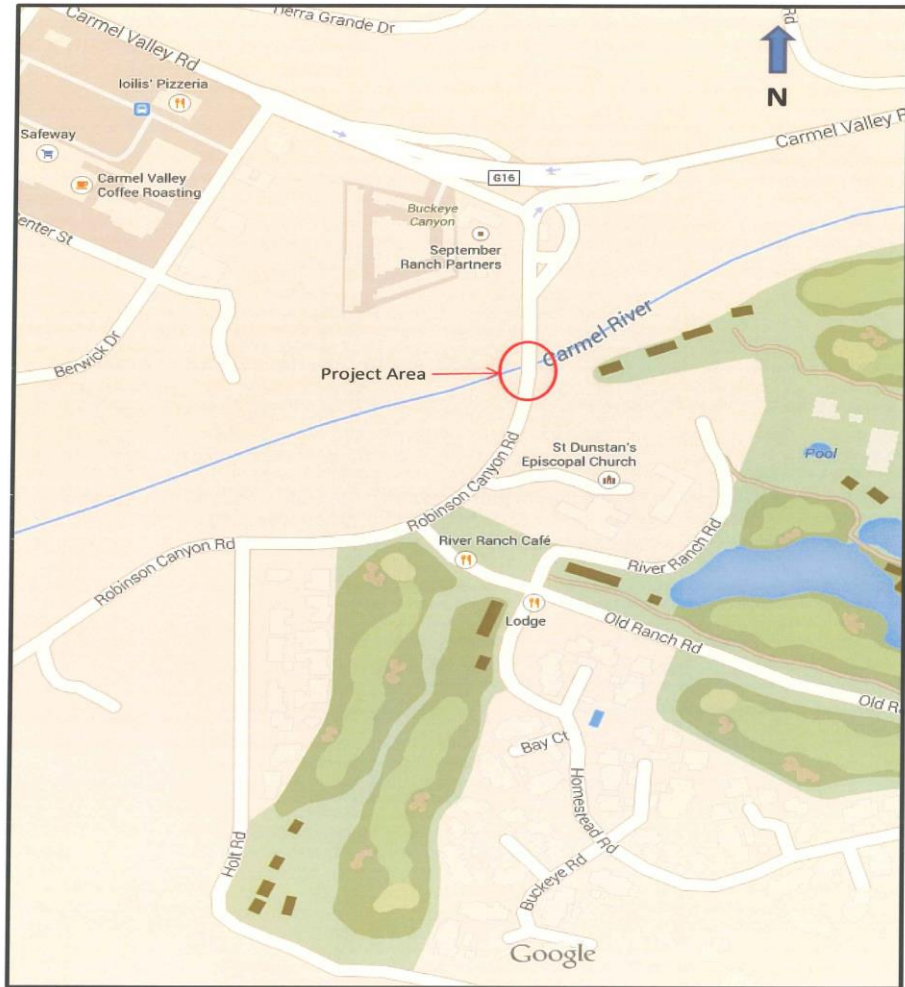 Tierra Grande Dr
Rd
Carmel Valley Rd
N
Ioilis' Pizzeria
Carmel Valley R
Safeway
G16
Carmel Valley
Coffee Roasting
Buckeye
Canyon
September
Ranch Partners
enter St
Carmel River
Berwick Dr
Project Area
St Dunstan's
Episcopal Church
Pool
Robinson Canyon Rd
River Ranch Café
River Ranch Rd
Robinson Canyon Rd
Lodge
Old Ranch Rd
Old R
Bay Ct
Homestead Rd
Holt Rd
Buckeye Rd
Google